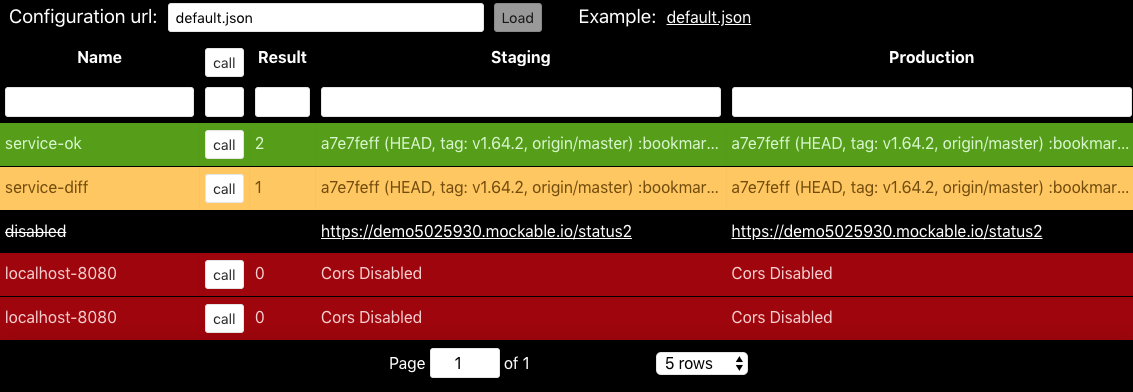 Configuration url: default.json Load Example: default.json
Name call Result Staging Production
service-ok call 2 a7e7feff (HEAD, tag: v1.64.2, origin/master) :bookmar... a7e7feff (HEAD, tag: v1.64.2, origin/master) :bookmar...
service-diff call 1 a7e7feff (HEAD, tag: v1.64.2, origin/master) :bookmar... a7e7feff (HEAD, tag: v1.64.2, origin/master) :bookmar...
disabled https://demo5025930.mockable.io/status2 https://demo5025930.mockable.io/status2
localhost-8080 call 0 Cors Disabled Cors Disabled
localhost-8080 call 0 Cors Disabled Cors Disabled
Page 1 of 1 5 rows